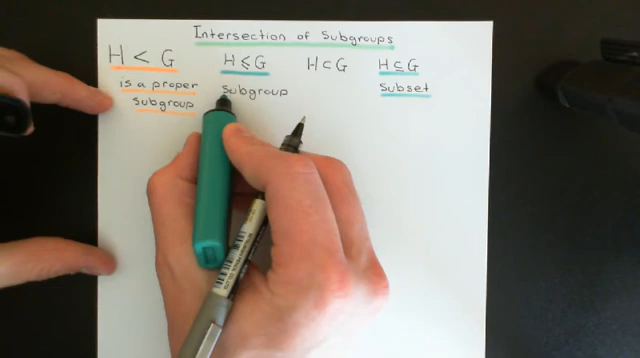 Intersection of Subgroups
H < G H ≤ G H ⊂ G H ⊆ G
is a proper subgroup subset
subgroup